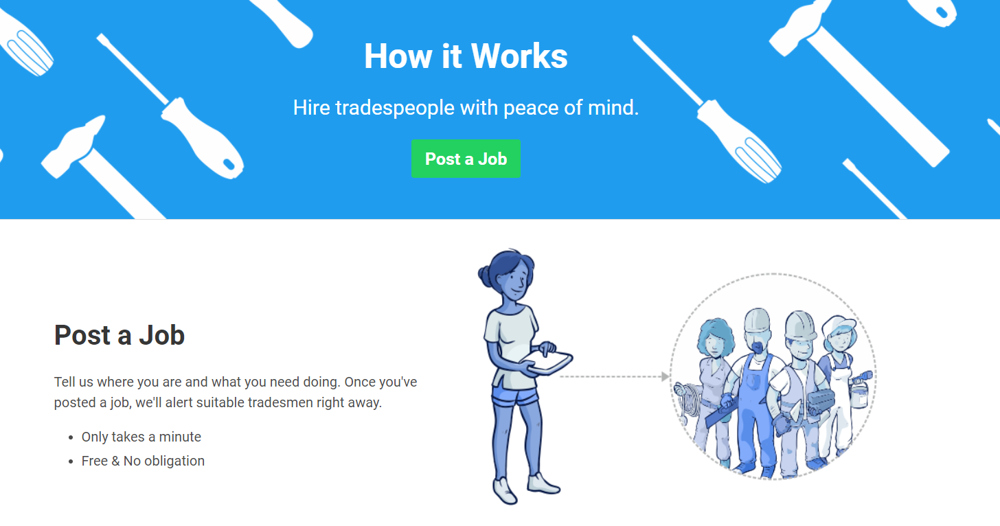 How it Works
Hire tradespeople with peace of mind.
Post a Job
Post a Job
Tell us where you are and what you need doing. Once you've
posted a job, we'll alert suitable tradesmen right away.
Only takes a minute
Free & No obligation